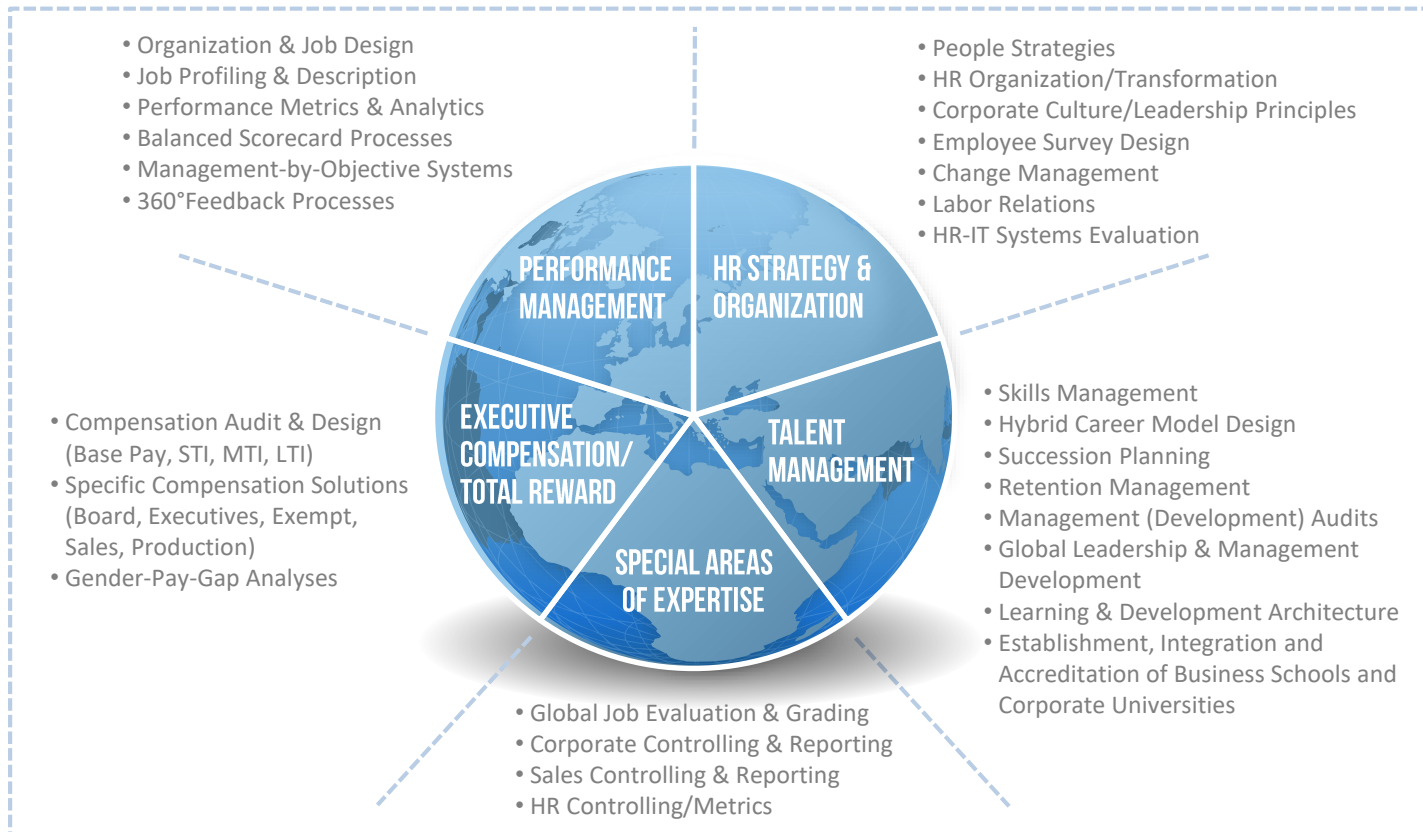 • Organization & Job Design
• Job Profiling & Description
• Performance Metrics & Analytics
• Balanced Scorecard Processes
• Management-by-Objective Systems
• 360°Feedback Processes
• People Strategies
• HR Organization/Transformation
• Corporate Culture/Leadership Principles
• Employee Survey Design
• Change Management
• Labor Relations
• HR-IT Systems Evaluation
PERFORMANCE
MANAGEMENT
HR STRATEGY &
ORGANIZATION
EXECUTIVE
COMPENSATION/
TOTAL REWARD
TALENT
MANAGEMENT
SPECIAL AREAS
OF EXPERTISE
• Compensation Audit & Design
(Base Pay, STI, MTI, LTI)
• Specific Compensation Solutions
(Board, Executives, Exempt,
Sales, Production)
• Gender-Pay-Gap Analyses
• Skills Management
• Hybrid Career Model Design
• Succession Planning
• Retention Management
• Management (Development) Audits
• Global Leadership & Management
Development
• Learning & Development Architecture
• Establishment, Integration and
Accreditation of Business Schools and
Corporate Universities
• Global Job Evaluation & Grading
• Corporate Controlling & Reporting
• Sales Controlling & Reporting
• HR Controlling/Metrics